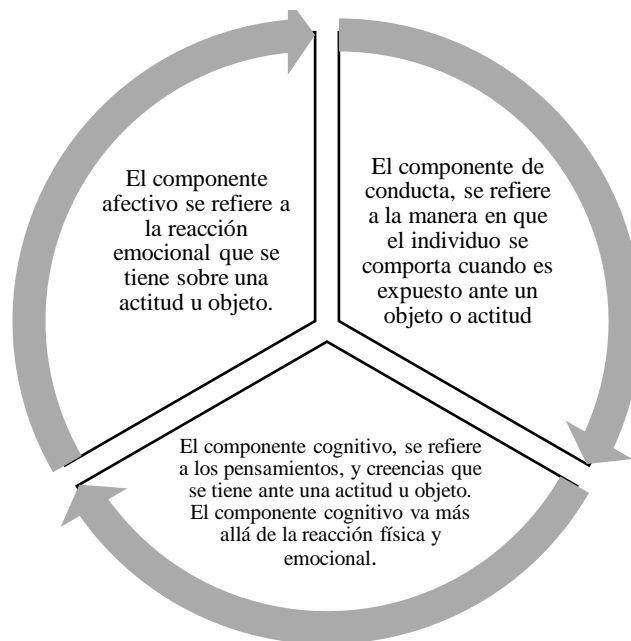 El componente
afectivo se refiere a
la reacción
emocional que se
tiene sobre una
actitud u objeto.
El componente de
conducta, se refiere
a la manera en que
el individuo se
comporta cuando es
expuesto ante un
objeto o actitud
El componente cognitivo, se refiere
a los pensamientos, y creencias que
se tiene ante una actitud u objeto.
El componente cognitivo va más
allá de la reacción física y
emocional.